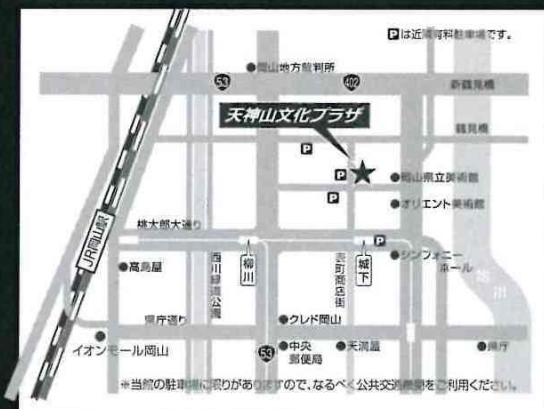 Pは近隣有料駐車場です。
岡山地方裁判所
53
402
新鶴見橋
天神山文化プラザ
鶴見橋
P
P
岡山県立美術館
P
オリエント美術館
桃太郎大通り
P
JR岡山駅
高島屋
西川緑道公園
柳川
表町商店街
城下
シンフォニー
ホール
旭川
県庁通り
クレド岡山
イオンモール岡山
53
中央
郵便局
天満屋
県庁
※当館の駐車場に限りがありますので、なるべく公共交通機関をご利用ください。